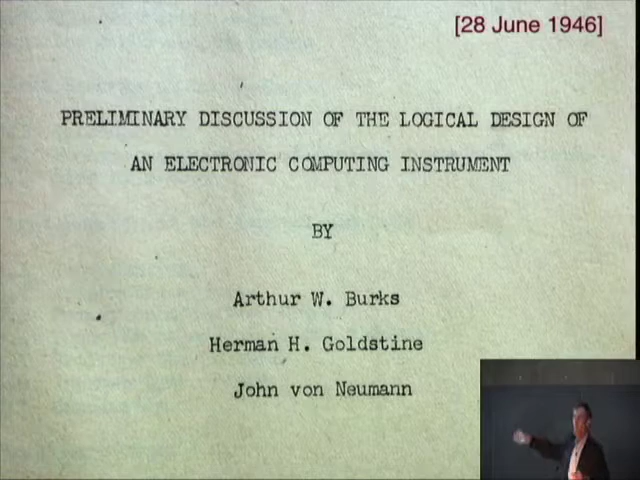 [28 June 1946]
PRELIMINARY DISCUSSION OF THE LOGICAL DESIGN OF
AN ELECTRONIC COMPUTING INSTRUMENT
BY
Arthur W. Burks
Herman H. Goldstine
John von Neumann